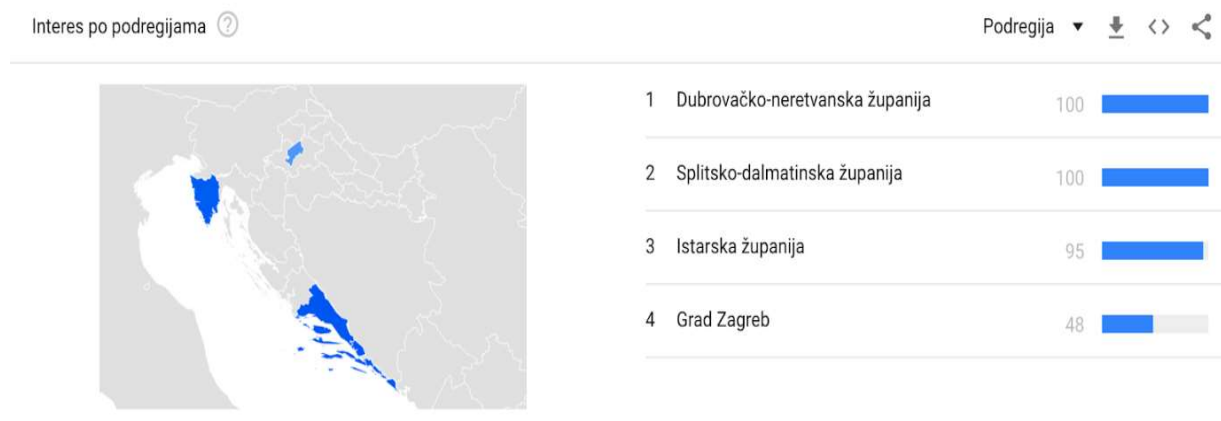 Interes po podregijama ?
Podregija
1 Dubrovačko-neretvanska županija 100
2 Splitsko-dalmatinska županija 100
3 Istarska županija 95
4 Grad Zagreb 48